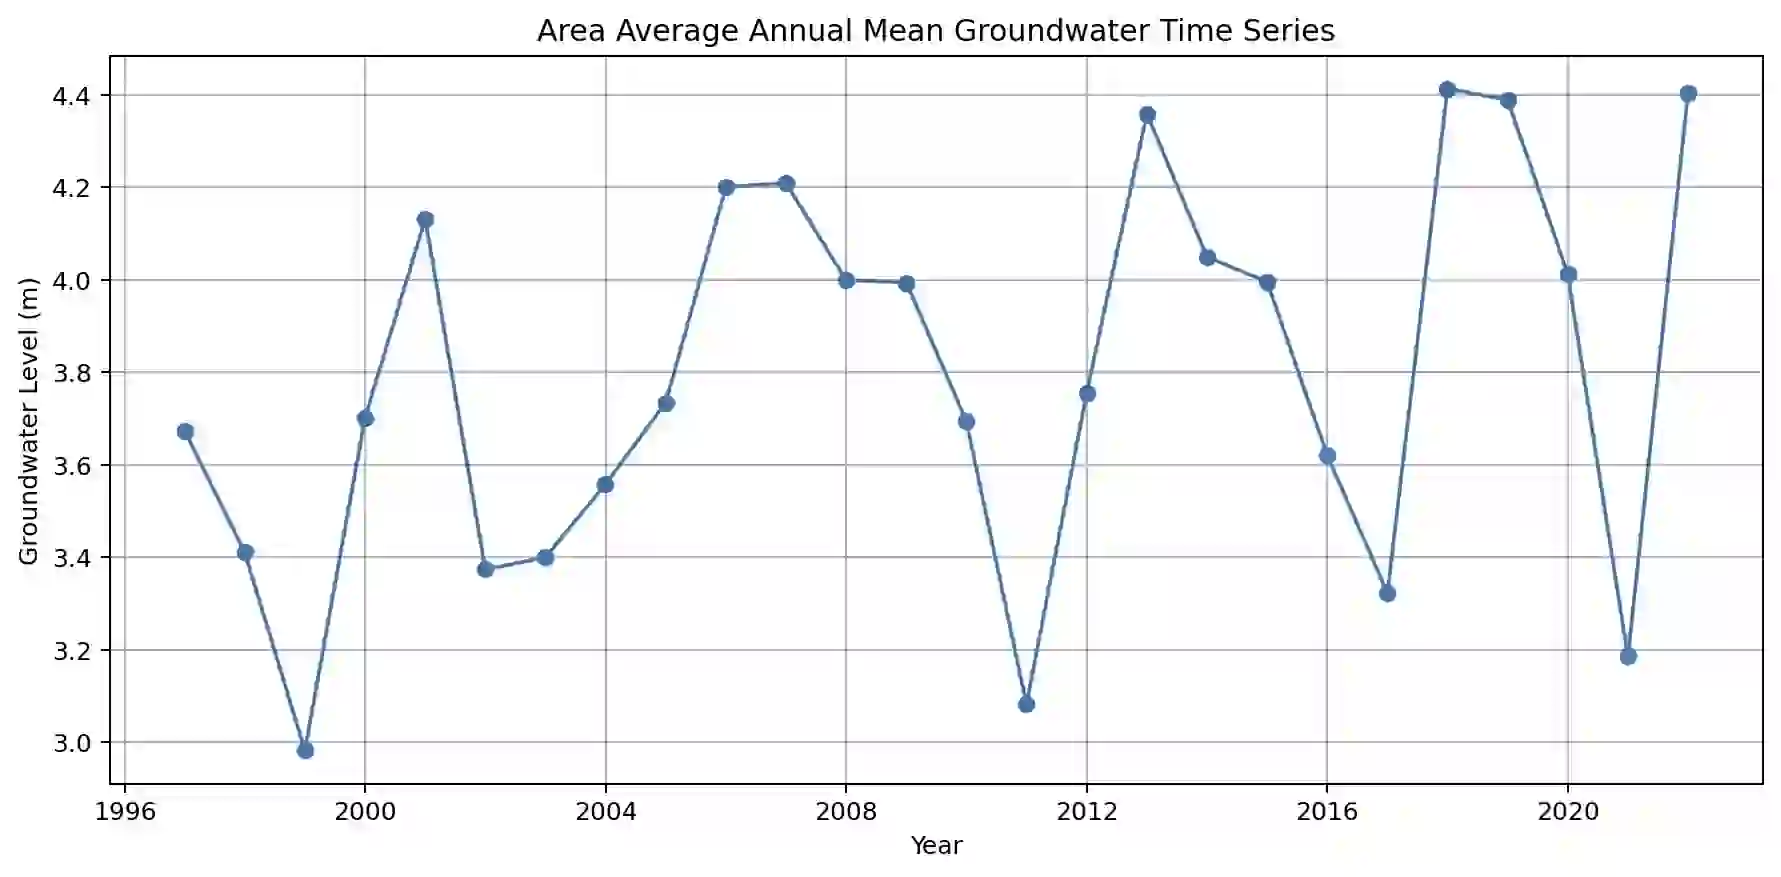 Area Average Annual Mean Groundwater Time Series
Groundwater Level (m)
4.4
4.2
4.0
3.8
3.6
3.4
3.2
3.0
1996 2000 2004 2008 2012 2016 2020
Year